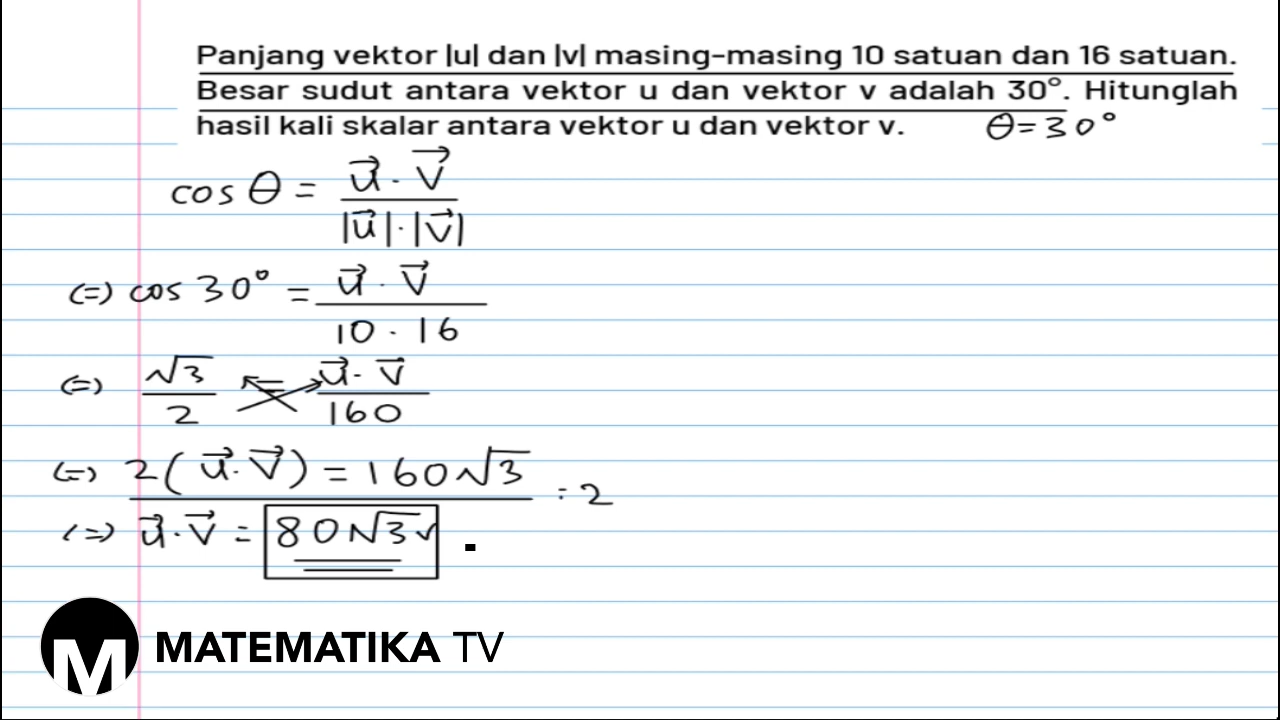 Panjang vektor |u| dan |v| masing-masing 10 satuan dan 16 satuan.
Besar sudut antara vektor u dan vektor v adalah 30°. Hitunglah
hasil kali skalar antara vektor u dan vektor v.
θ = 30°
cos θ = u⃗ · v⃗ / |u⃗| · |v⃗|
(=) cos 30° = u⃗ · v⃗ / 10 · 16
(=) √3 / 2 = u⃗ · v⃗ / 160
(=) 2(u⃗ · v⃗) = 160√3 : 2
(=) u⃗ · v⃗ = 80√3 ✓
M MATEMATIKA TV